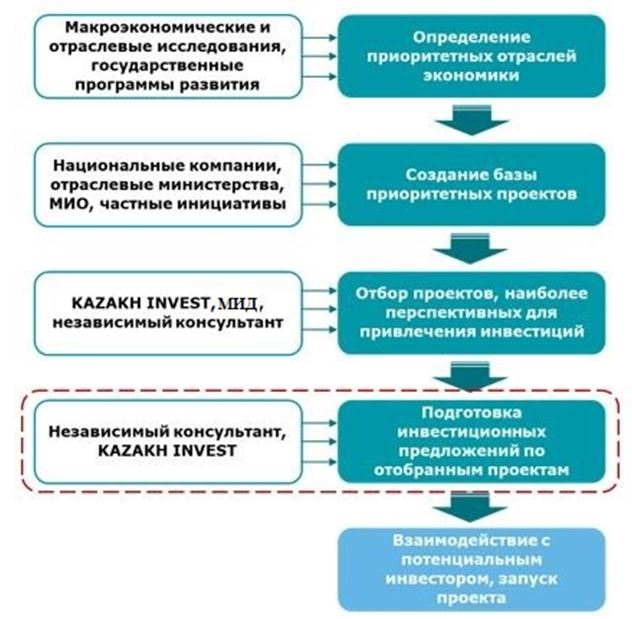 Макроэкономические и
отраслевые исследования,
государственные
программы развития
Определение
приоритетных отраслей
экономики
Национальные компании,
отраслевые министерства,
МИО, частные инициативы
Создание базы
приоритетных проектов
KAZAKH INVEST, МИД,
независимый консультант
Отбор проектов, наиболее
перспективных для
привлечения инвестиций
Независимый консультант,
KAZAKH INVEST
Подготовка
инвестиционных
предложений по
отобранным проектам
Взаимодействие с
потенциальным
инвестором, запуск
проекта